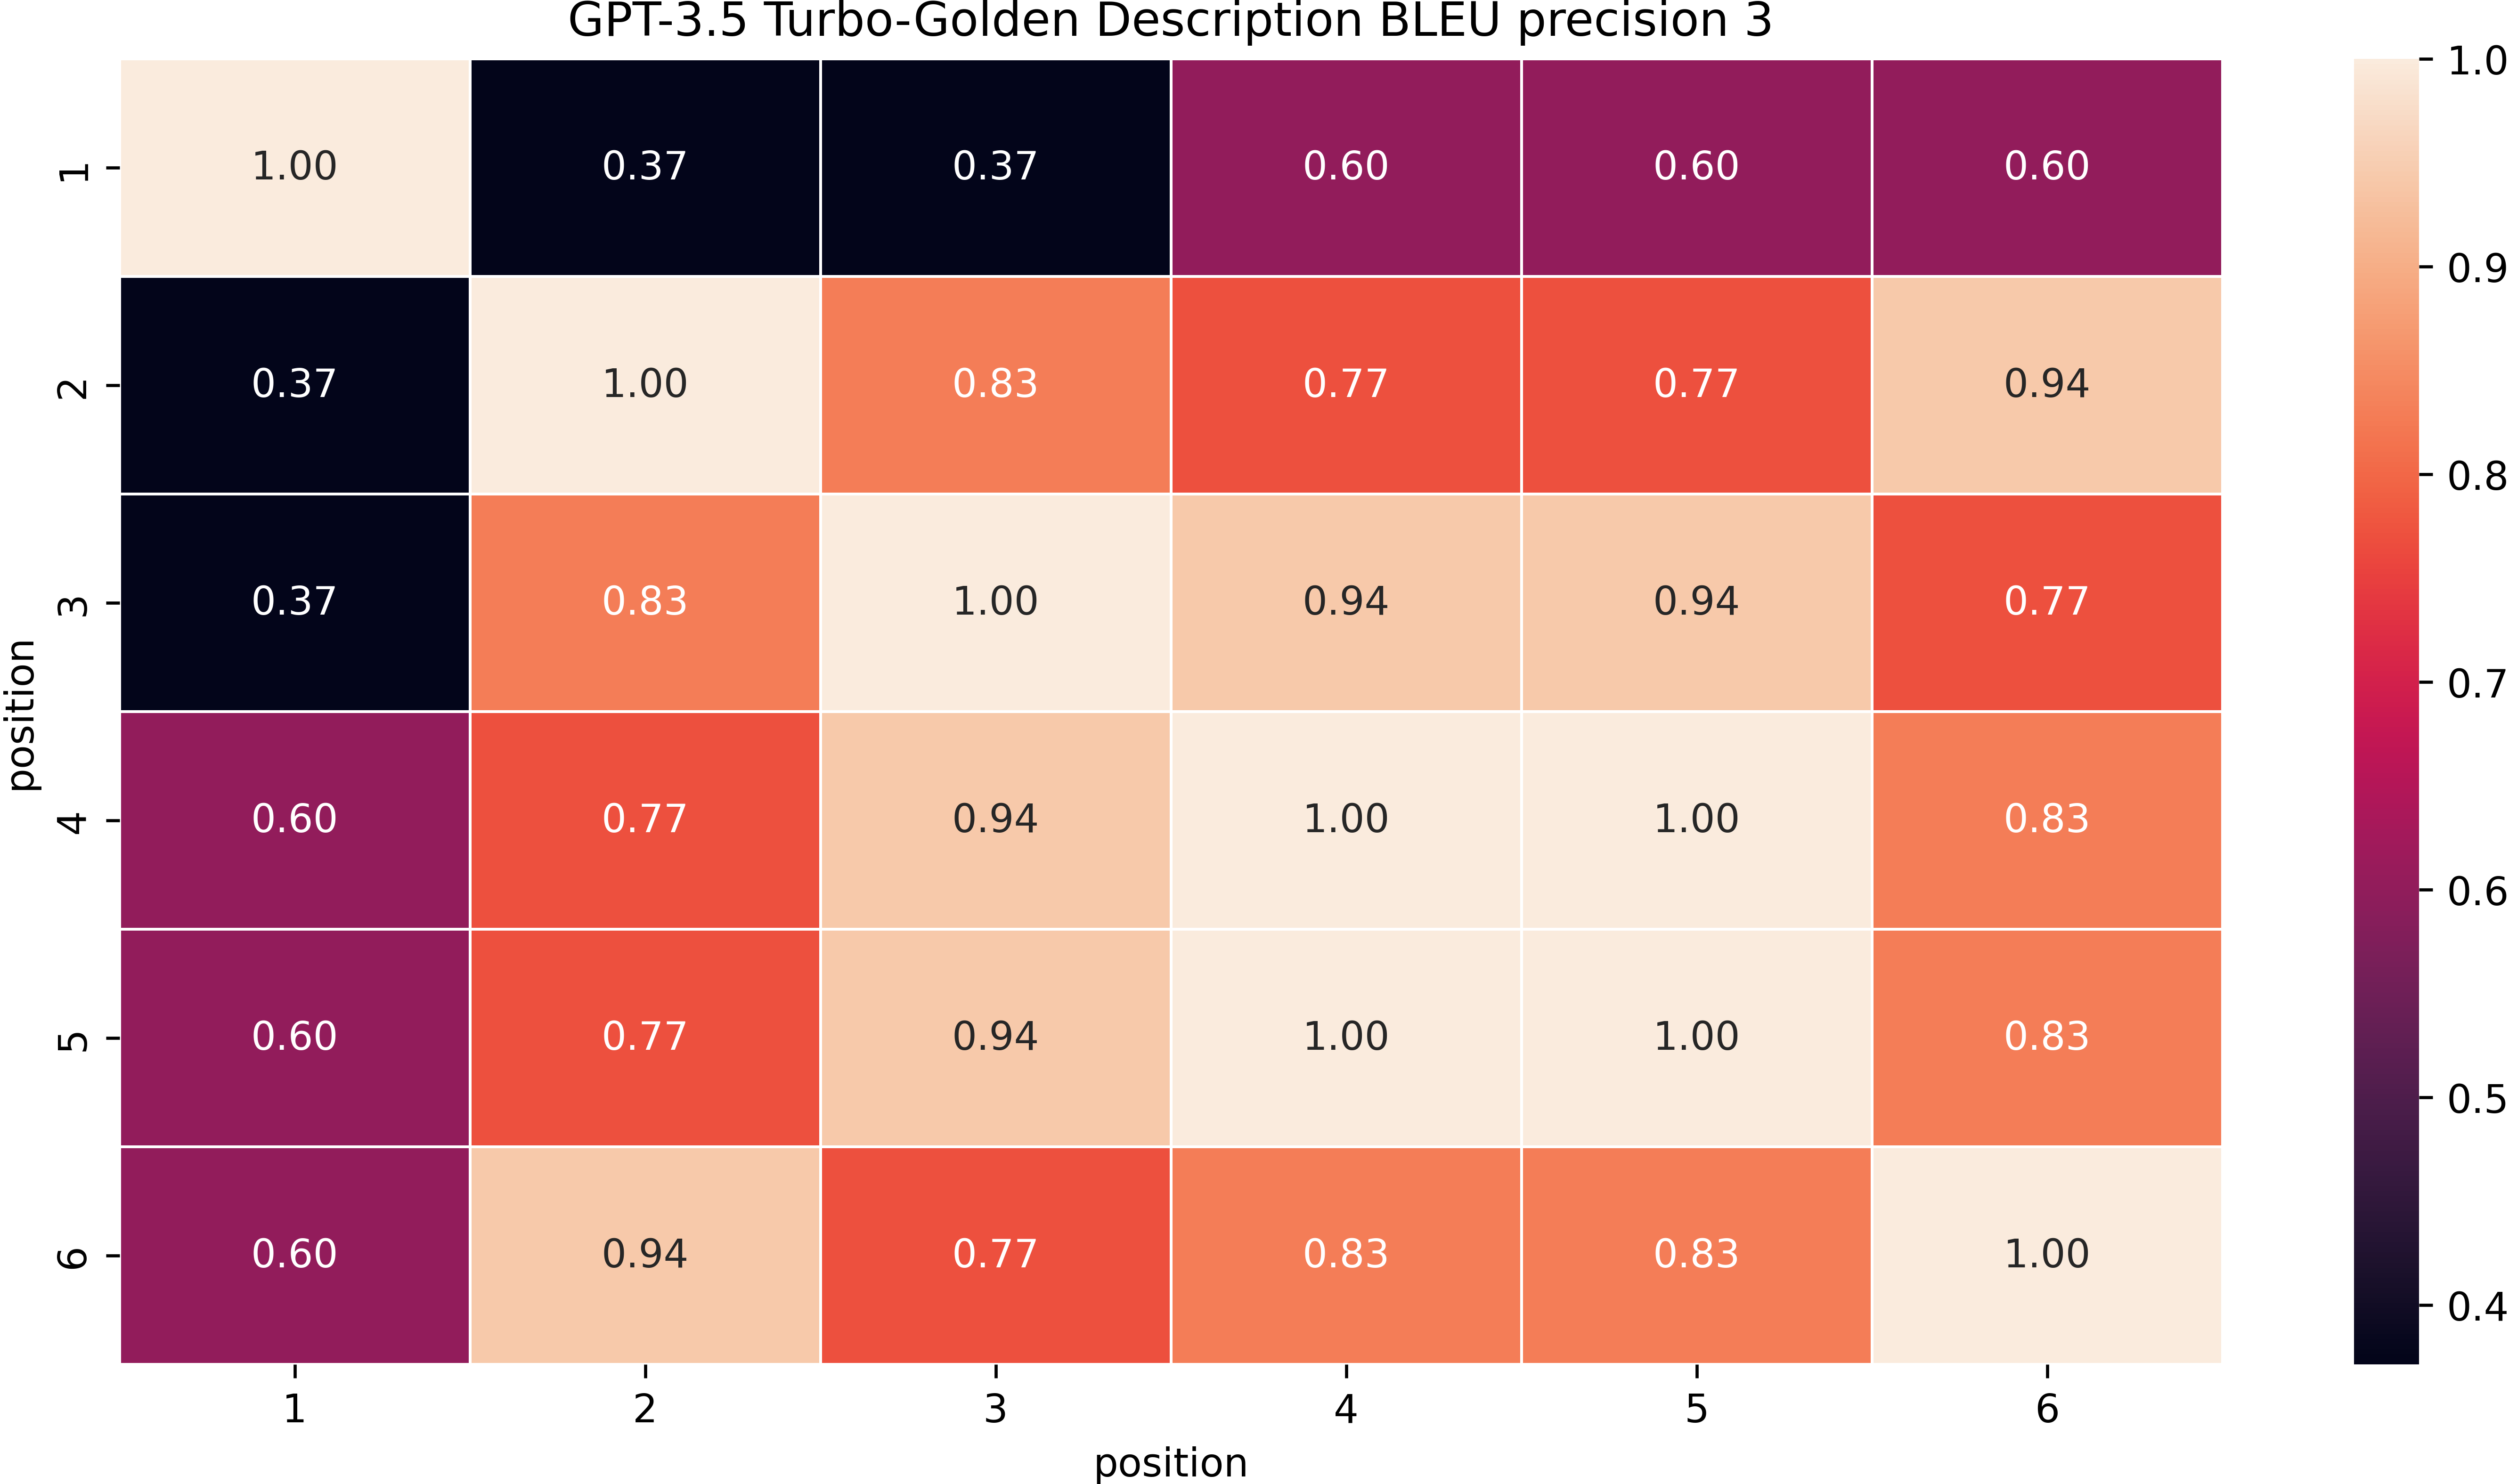 GPT-3.5 Turbo-Golden Description BLEU precision 3
1 1.00 0.37 0.37 0.60 0.60 0.60
2 0.37 1.00 0.83 0.77 0.77 0.94
3 0.37 0.83 1.00 0.94 0.94 0.77
4 0.60 0.77 0.94 1.00 1.00 0.83
5 0.60 0.77 0.94 1.00 1.00 0.83
6 0.60 0.94 0.77 0.83 0.83 1.00
1 2 3 4 5 6
position
position
1.0
0.9
0.8
0.7
0.6
0.5
0.4